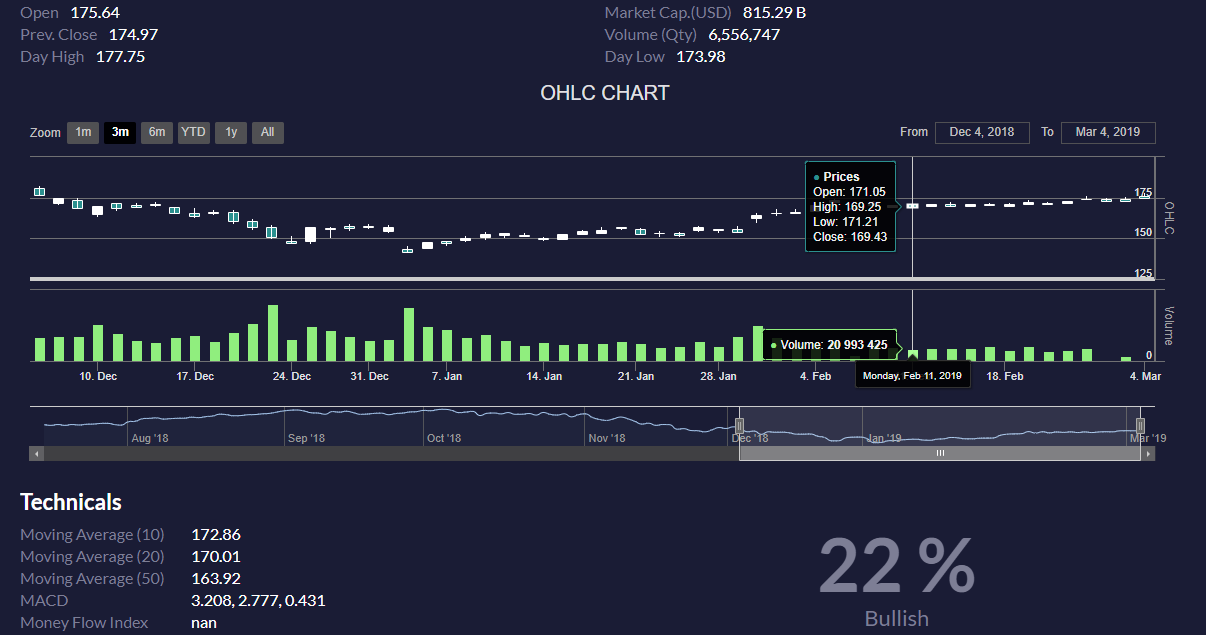 Open 175.64
Market Cap.(USD) 815.29 B
Prev. Close 174.97
Volume (Qty) 6,556,747
Day High 177.75
Day Low 173.98
OHLC CHART
Zoom 1m 3m 6m YTD 1y All
From Dec 4, 2018 To Mar 4, 2019
Prices
Open: 171.05
High: 169.25
Low: 171.21
Close: 169.43
175
150
125
OHLC
Volume: 20 993 425
Volume
0
10. Dec 17. Dec 24. Dec 31. Dec 7. Jan 14. Jan 21. Jan 28. Jan 4. Feb Monday, Feb 11, 2019 18. Feb 4. Mar
Aug '18 Sep '18 Oct '18 Nov '18 Dec '18 Jan '19 Mar '19
Technicals
Moving Average (10) 172.86
Moving Average (20) 170.01
Moving Average (50) 163.92
MACD 3.208, 2.777, 0.431
Money Flow Index nan
22 %
Bullish